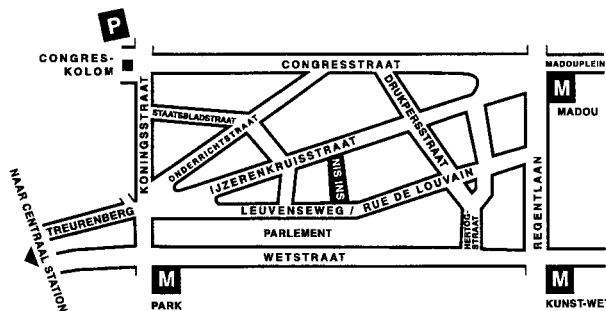 P
CONGRES-
KOLOM
CONGRESSTRAAT
MADOUPLEIN
M
MADOU
DRUKPERSSTRAAT
STAATSBLADSTRAAT
ONDERRICHTSTRAAT
KONINGSSTRAAT
IJZERENKRUISSTRAAT
SINS INS
LEUVENSEWEG / RUE DE LOUVAIN
REGENTLAAN
HERTOG-
STRAAT
TREURENBERG
NAAR CENTRAAL STATION
PARLEMENT
WETSTRAAT
M
PARK
M
KUNST-WET